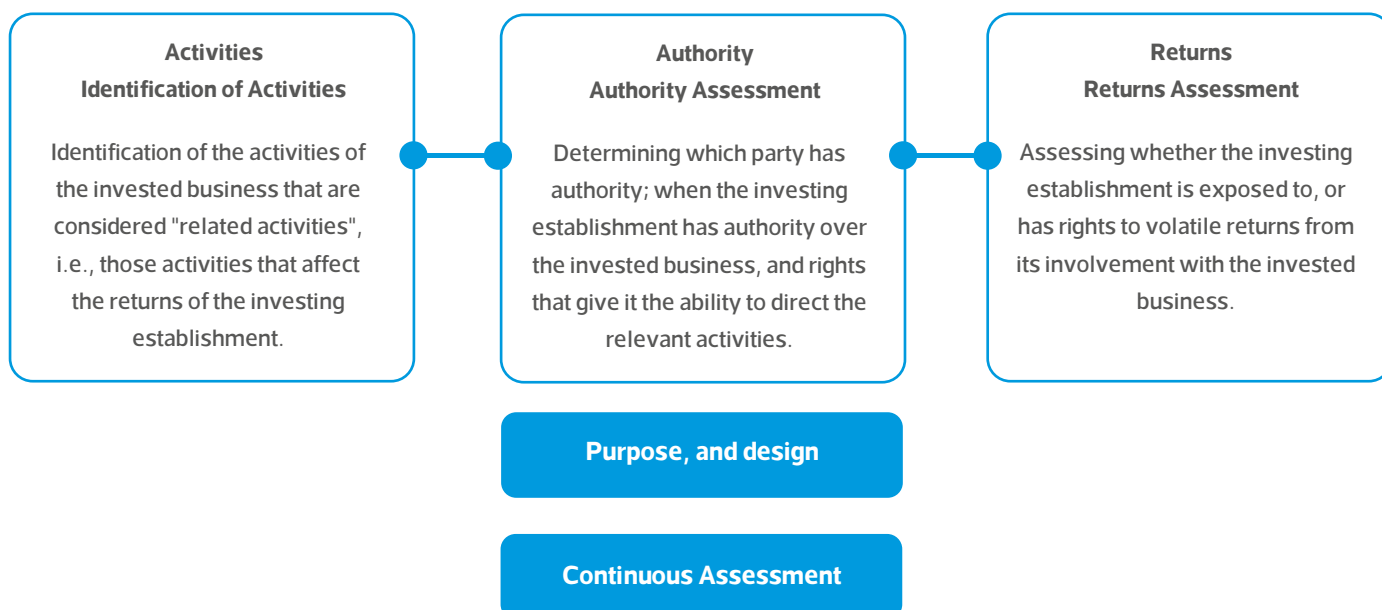 Activities
Identification of Activities
Identification of the activities of
the invested business that are
considered "related activities",
i.e., those activities that affect
the returns of the investing
establishment.
Authority
Authority Assessment
Determining which party has
authority; when the investing
establishment has authority over
the invested business, and rights
that give it the ability to direct the
relevant activities.
Returns
Returns Assessment
Assessing whether the investing
establishment is exposed to, or
has rights to volatile returns from
its involvement with the invested
business.
Purpose, and design
Continuous Assessment